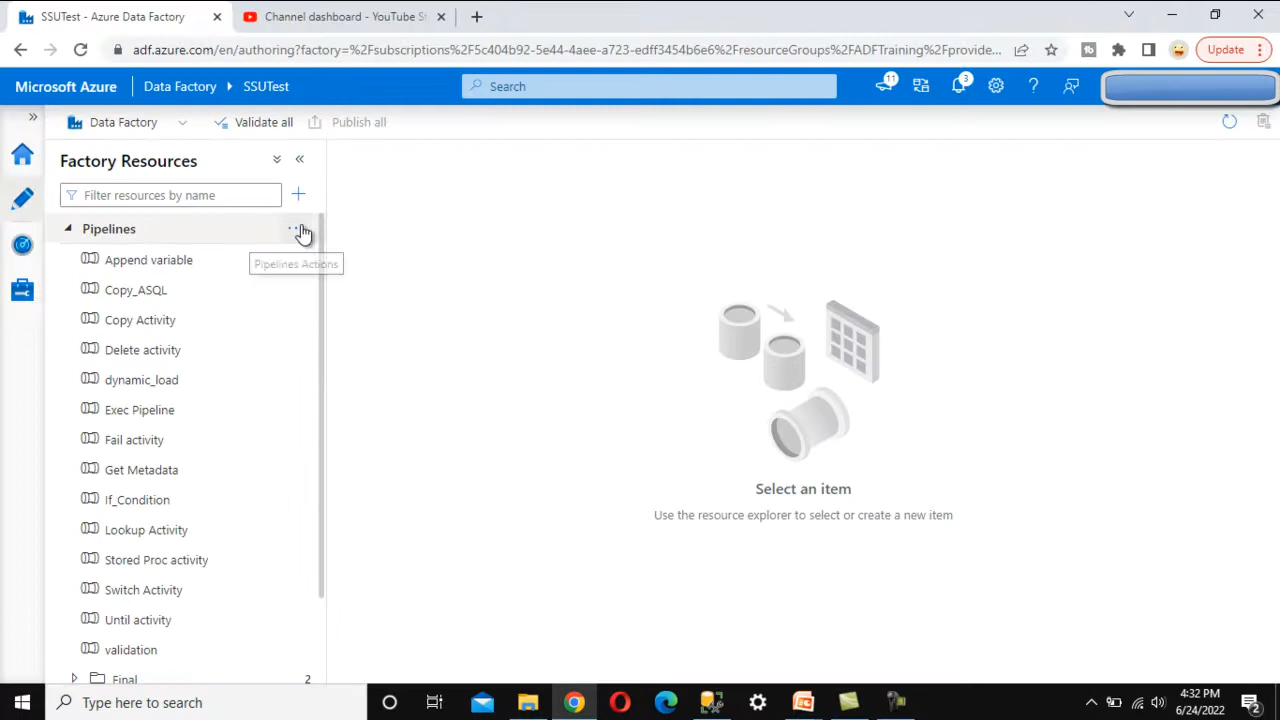 SSUTest - Azure Data Factory
Channel dashboard - YouTube St
adf.azure.com/en/authoring?factory=%2Fsubscriptions%2F5c404b92-5e44-4aee-a723-edff3454b6e6%2FresourceGroups%2FADFTraining%2Fprovide...
Update
Microsoft Azure
Data Factory
SSUTest
Search
11
3
Data Factory
Validate all
Publish all
Factory Resources
Filter resources by name
Pipelines
Pipelines Actions
Append variable
Copy_ASQL
Copy Activity
Delete activity
dynamic_load
Exec Pipeline
Fail activity
Get Metadata
If_Condition
Lookup Activity
Stored Proc activity
Switch Activity
Until activity
validation
Final
2
Select an item
Use the resource explorer to select or create a new item
Type here to search
4:32 PM
6/24/2022
2